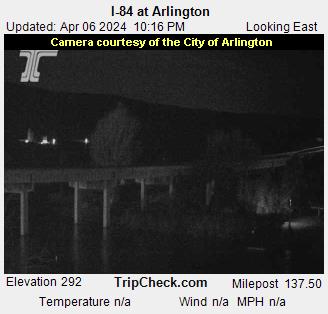 I-84 at Arlington
Updated: Apr 06 2024 10:16 PM Looking East
Camera courtesy of the City of Arlington
Elevation 292 TripCheck.com Milepost 137.50
Temperature n/a Wind n/a MPH n/a